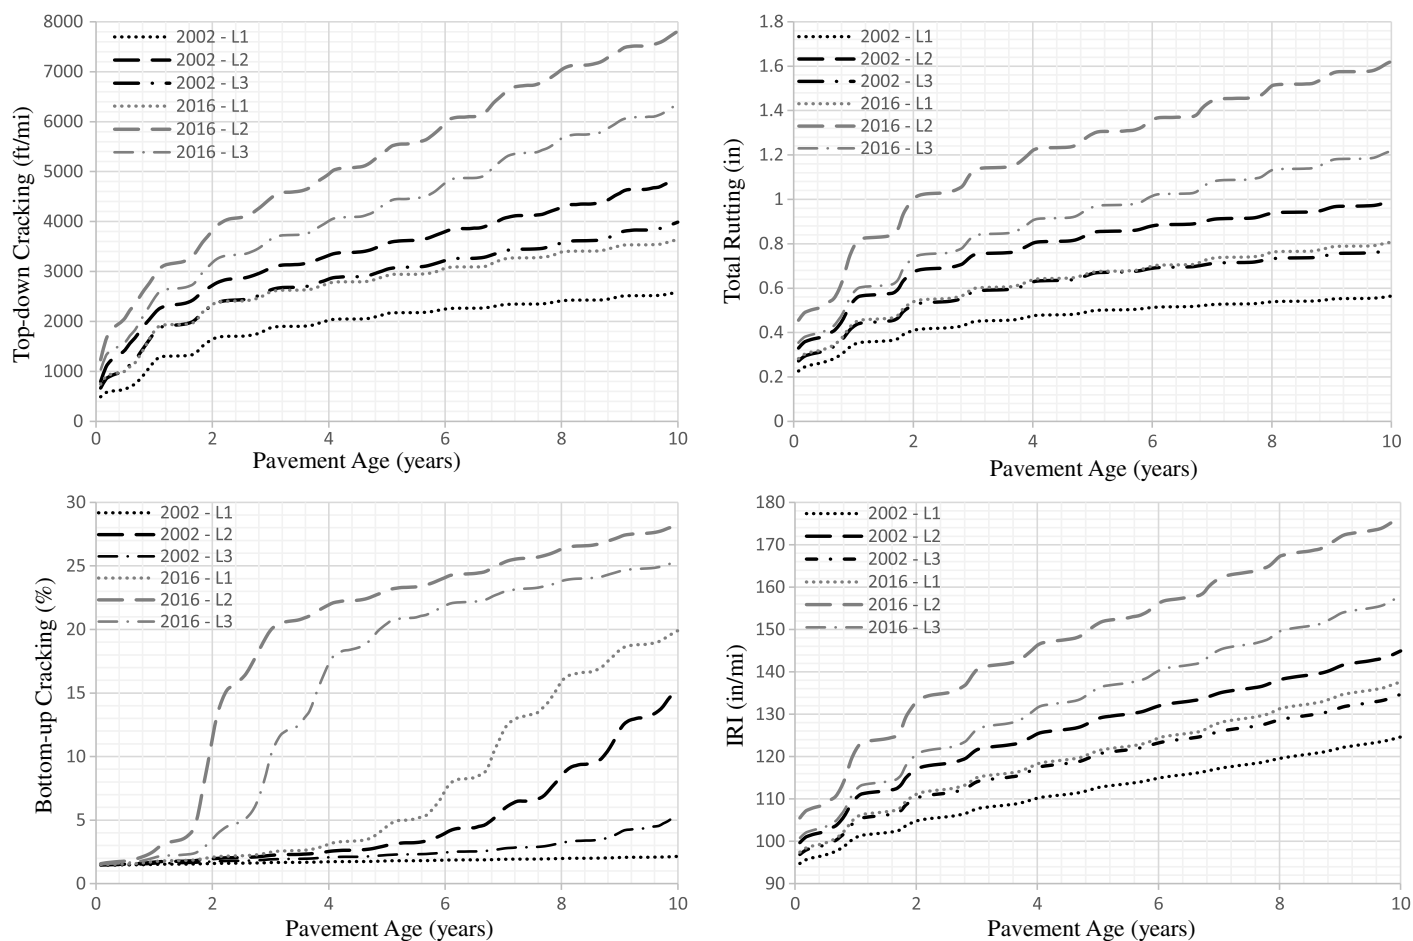 8000
7000
6000
5000
4000
3000
2000
1000
0
Top-down Cracking (ft/mi)
2002 - L1
2002 - L2
2002 - L3
2016 - L1
2016 - L2
2016 - L3
0 2 4 6 8 10
Pavement Age (years)
1.8
1.6
1.4
1.2
1
0.8
0.6
0.4
0.2
0
Total Rutting (in)
2002 - L1
2002 - L2
2002 - L3
2016 - L1
2016 - L2
2016 - L3
0 2 4 6 8 10
Pavement Age (years)
30
25
20
15
10
5
0
Bottom-up Cracking (%)
2002 - L1
2002 - L2
2002 - L3
2016 - L1
2016 - L2
2016 - L3
0 2 4 6 8 10
Pavement Age (years)
180
170
160
150
140
130
120
110
100
90
IRI (in/mi)
2002 - L1
2002 - L2
2002 - L3
2016 - L1
2016 - L2
2016 - L3
0 2 4 6 8 10
Pavement Age (years)